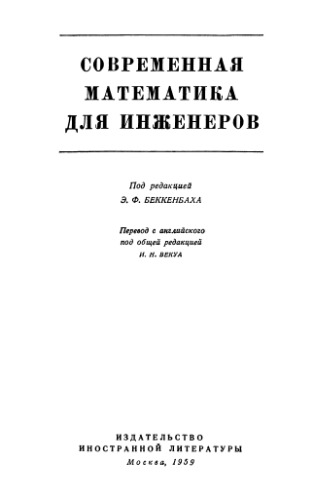 СОВРЕМЕННАЯ
МАТЕМАТИКА
ДЛЯ ИНЖЕНЕРОВ
Под редакцией
Э. Ф. БЕККЕНБАХА
Перевод с английского
под общей редакцией
И. Н. ВЕКУА
ИЗДАТЕЛЬСТВО
ИНОСТРАННОЙ ЛИТЕРАТУРЫ
Москва, 1959